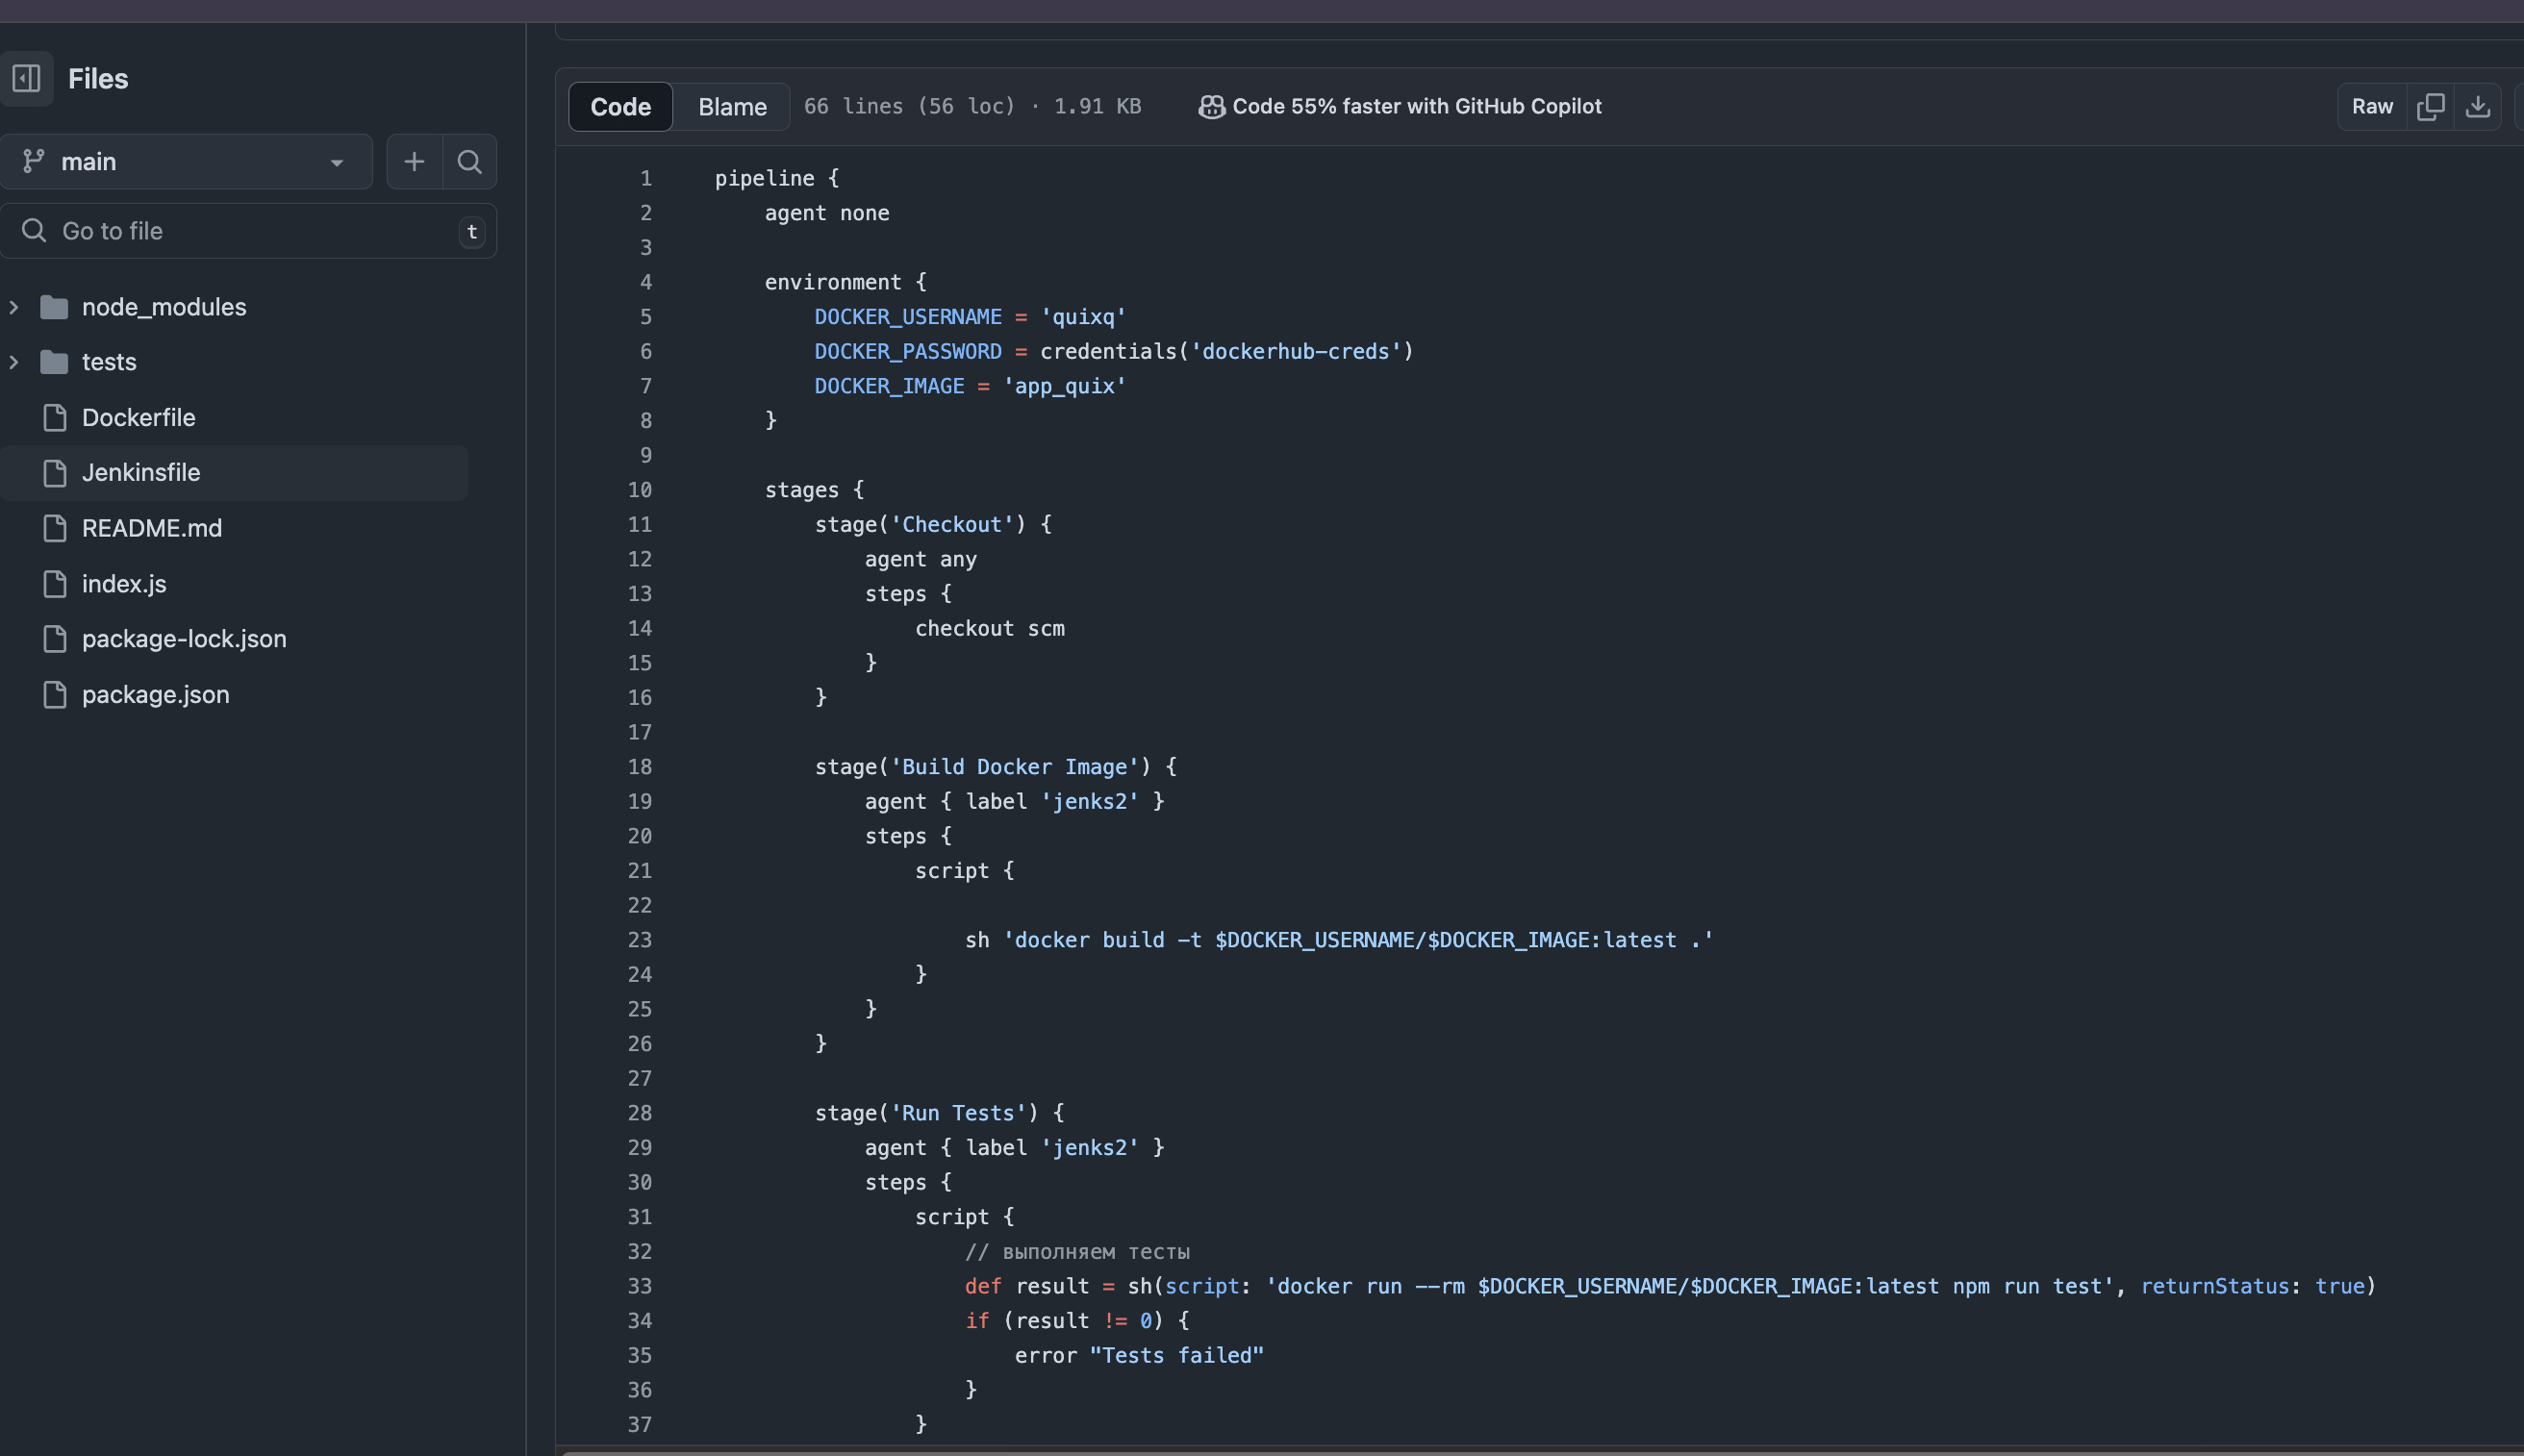 Files
main
Go to file
t
node_modules
tests
Dockerfile
Jenkinsfile
README.md
index.js
package-lock.json
package.json
Code Blame 66 lines (56 loc) · 1.91 KB Code 55% faster with GitHub Copilot Raw
1 pipeline {
2     agent none
3
4     environment {
5         DOCKER_USERNAME = 'quixq'
6         DOCKER_PASSWORD = credentials('dockerhub-creds')
7         DOCKER_IMAGE = 'app_quix'
8     }
9
10     stages {
11         stage('Checkout') {
12             agent any
13             steps {
14                 checkout scm
15             }
16         }
17
18         stage('Build Docker Image') {
19             agent { label 'jenks2' }
20             steps {
21                 script {
22
23                     sh 'docker build -t $DOCKER_USERNAME/$DOCKER_IMAGE:latest .'
24                 }
25             }
26         }
27
28         stage('Run Tests') {
29             agent { label 'jenks2' }
30             steps {
31                 script {
32                     // выполняем тесты
33                     def result = sh(script: 'docker run --rm $DOCKER_USERNAME/$DOCKER_IMAGE:latest npm run test', returnStatus: true)
34                     if (result != 0) {
35                         error "Tests failed"
36                     }
37                 }